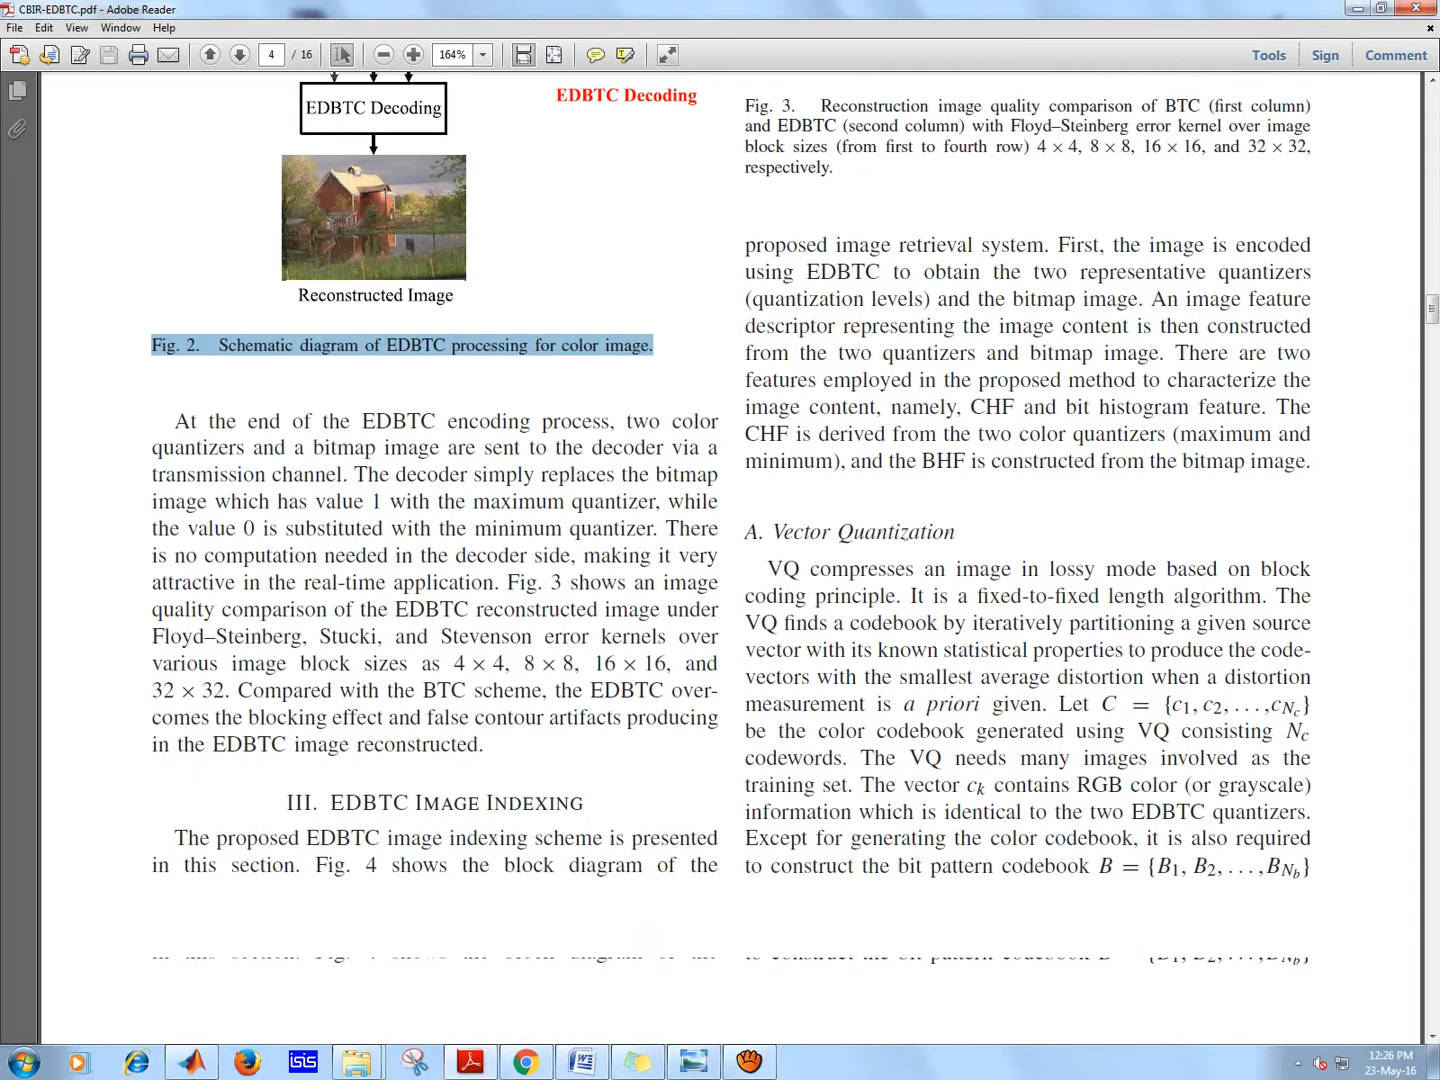 CBIR-EDBTC.pdf - Adobe Reader
File Edit View Window Help
4 / 16 164% Tools Sign Comment
EDBTC Decoding
EDBTC Decoding
Reconstructed Image
Fig. 2. Schematic diagram of EDBTC processing for color image.
At the end of the EDBTC encoding process, two color
quantizers and a bitmap image are sent to the decoder via a
transmission channel. The decoder simply replaces the bitmap
image which has value 1 with the maximum quantizer, while
the value 0 is substituted with the minimum quantizer. There
is no computation needed in the decoder side, making it very
attractive in the real-time application. Fig. 3 shows an image
quality comparison of the EDBTC reconstructed image under
Floyd–Steinberg, Stucki, and Stevenson error kernels over
various image block sizes as 4 × 4, 8 × 8, 16 × 16, and
32 × 32. Compared with the BTC scheme, the EDBTC over-
comes the blocking effect and false contour artifacts producing
in the EDBTC image reconstructed.
III. EDBTC IMAGE INDEXING
The proposed EDBTC image indexing scheme is presented
in this section. Fig. 4 shows the block diagram of the
Fig. 3. Reconstruction image quality comparison of BTC (first column)
and EDBTC (second column) with Floyd–Steinberg error kernel over image
block sizes (from first to fourth row) 4 × 4, 8 × 8, 16 × 16, and 32 × 32,
respectively.
proposed image retrieval system. First, the image is encoded
using EDBTC to obtain the two representative quantizers
(quantization levels) and the bitmap image. An image feature
descriptor representing the image content is then constructed
from the two quantizers and bitmap image. There are two
features employed in the proposed method to characterize the
image content, namely, CHF and bit histogram feature. The
CHF is derived from the two color quantizers (maximum and
minimum), and the BHF is constructed from the bitmap image.
A. Vector Quantization
VQ compresses an image in lossy mode based on block
coding principle. It is a fixed-to-fixed length algorithm. The
VQ finds a codebook by iteratively partitioning a given source
vector with its known statistical properties to produce the code-
vectors with the smallest average distortion when a distortion
measurement is a priori given. Let C = {c1, c2, . . . , cNc}
be the color codebook generated using VQ consisting Nc
codewords. The VQ needs many images involved as the
training set. The vector ck contains RGB color (or grayscale)
information which is identical to the two EDBTC quantizers.
Except for generating the color codebook, it is also required
to construct the bit pattern codebook B = {B1, B2, . . . , BNb}
isis
12:26 PM
23-May-16